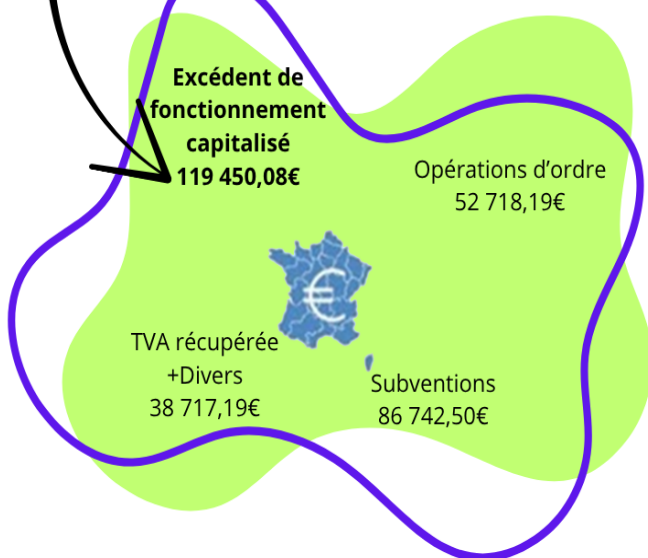 Excédent de
fonctionnement
capitalisé
119 450,08€
Opérations d’ordre
52 718,19€
€
TVA récupérée
+Divers
38 717,19€
Subventions
86 742,50€